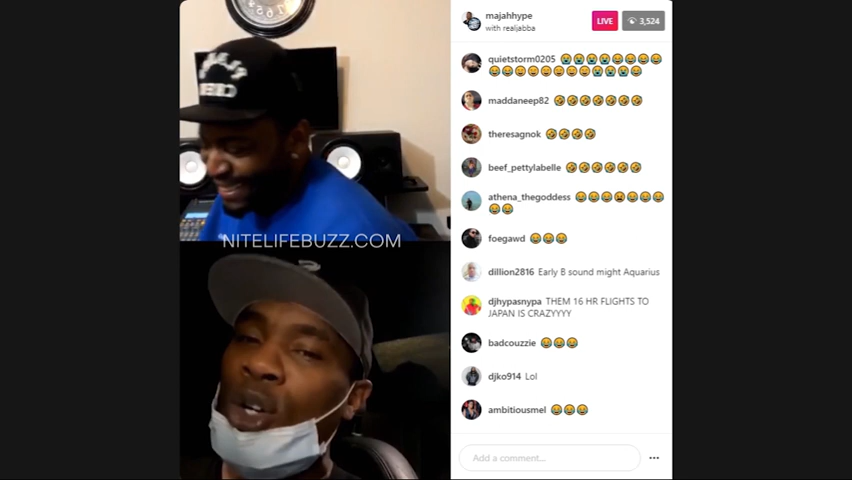 majahhype
LIVE
3,524
with realjabba
quietstorm0205 😭😭😭😭😂😂😂😂
😂😂😂😂😂😂😂😂😂😭😭😭😂
maddaneep82 🤣🤣🤣🤣🤣🤣🤣
theresagnok 🤣🤣🤣🤣
beef_pettylabelle 🤣🤣🤣🤣🤣🤣
athena_thegoddess 😂😂😂😫😂😂😂
😂😂
foegawd 😂😂😂
dillion2816 Early B sound might Aquarius
djhypasnypa THEM 16 HR FLIGHTS TO
JAPAN IS CRAZYYYY
badcouzzie 😂😂😂
djko914 Lol
ambitiousmel 😂😂😂
Add a comment...
NITELIFEBUZZ.COM